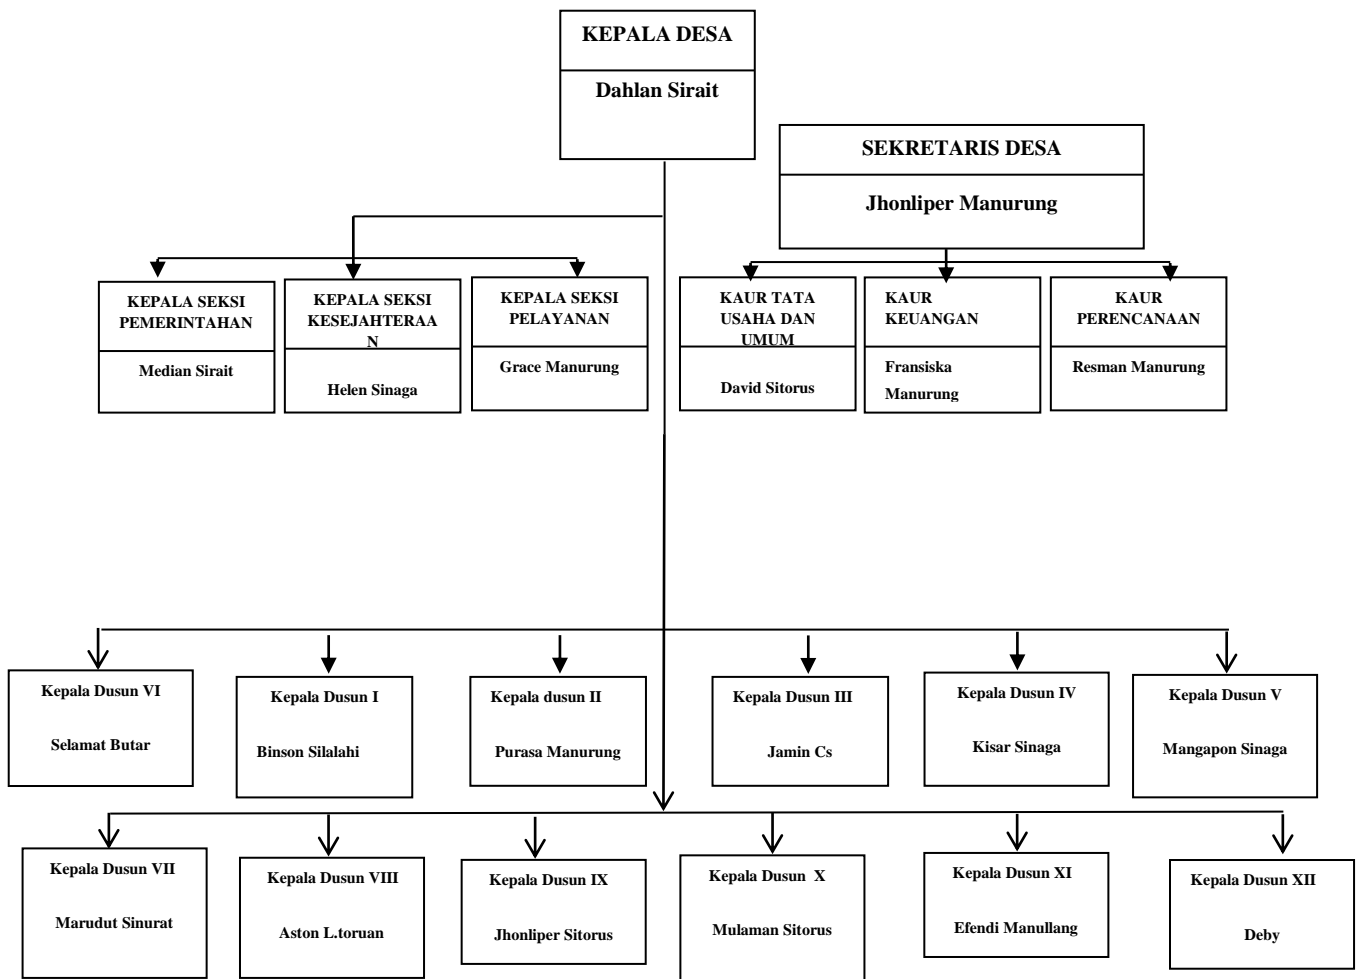 KEPALA DESA
Dahlan Sirait
SEKRETARIS DESA
Jhonliper Manurung
KEPALA SEKSI
PEMERINTAHAN
Median Sirait
KEPALA SEKSI
KESEJAHTERAA
N
Helen Sinaga
KEPALA SEKSI
PELAYANAN
Grace Manurung
KAUR TATA
USAHA DAN
UMUM
David Sitorus
KAUR
KEUANGAN
Fransiska
Manurung
KAUR
PERENCANAAN
Resman Manurung
Kepala Dusun VI
Selamat Butar
Kepala Dusun I
Binson Silalahi
Kepala dusun II
Purasa Manurung
Kepala Dusun III
Jamin Cs
Kepala Dusun IV
Kisar Sinaga
Kepala Dusun V
Mangapon Sinaga
Kepala Dusun VII
Marudut Sinurat
Kepala Dusun VIII
Aston L.toruan
Kepala Dusun IX
Jhonliper Sitorus
Kepala Dusun  X
Mulaman Sitorus
Kepala Dusun XI
Efendi Manullang
Kepala Dusun XII
Deby